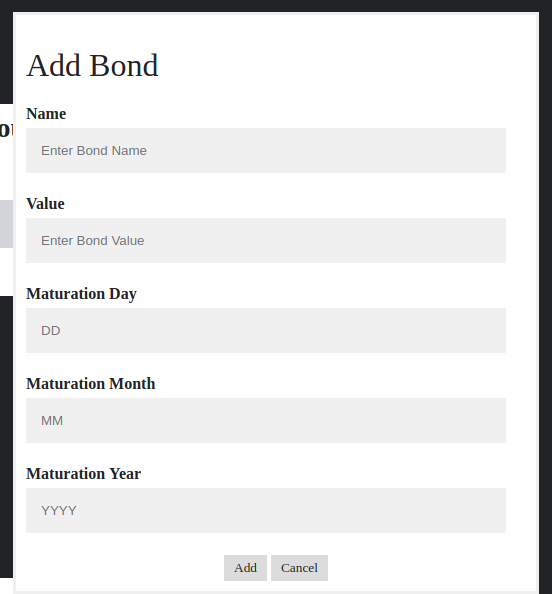 Add Bond
Name
Enter Bond Name
Value
Enter Bond Value
Maturation Day
DD
Maturation Month
MM
Maturation Year
YYYY
Add Cancel